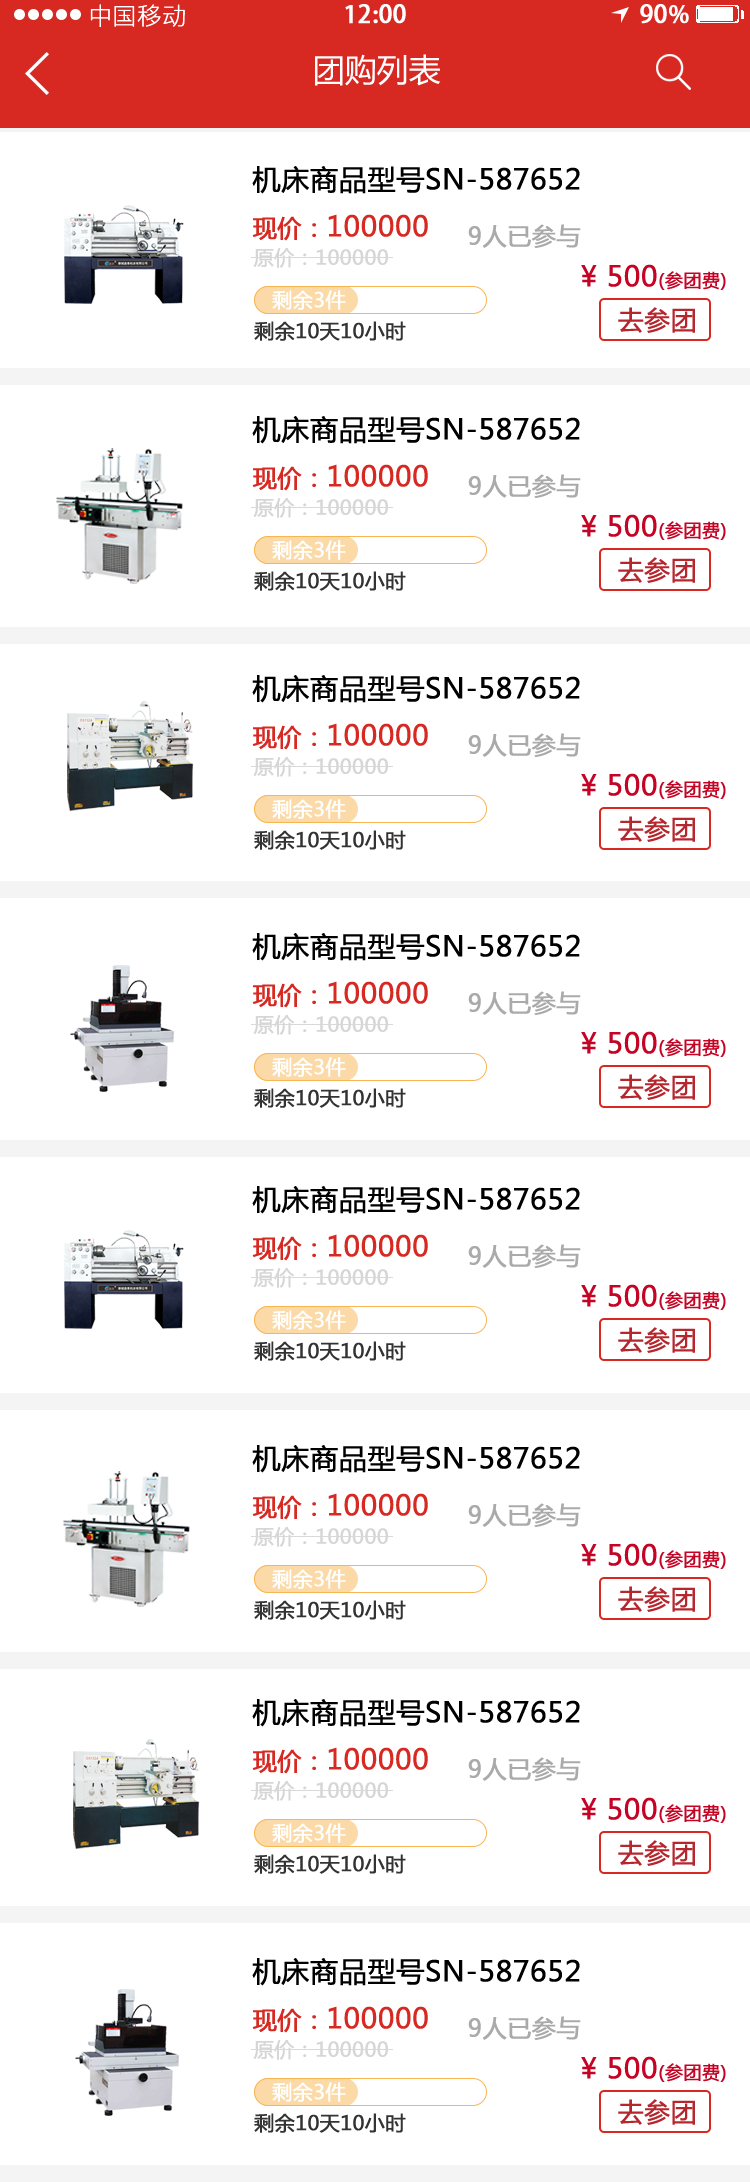 中国移动 12:00 90%
团购列表
机床商品型号SN-587652
现价：100000 9人已参与
原价：100000
¥ 500(参团费)
剩余3件
去参团
剩余10天10小时
机床商品型号SN-587652
现价：100000 9人已参与
原价：100000
¥ 500(参团费)
剩余3件
去参团
剩余10天10小时
机床商品型号SN-587652
现价：100000 9人已参与
原价：100000
¥ 500(参团费)
剩余3件
去参团
剩余10天10小时
机床商品型号SN-587652
现价：100000 9人已参与
原价：100000
¥ 500(参团费)
剩余3件
去参团
剩余10天10小时
机床商品型号SN-587652
现价：100000 9人已参与
原价：100000
¥ 500(参团费)
剩余3件
去参团
剩余10天10小时
机床商品型号SN-587652
现价：100000 9人已参与
原价：100000
¥ 500(参团费)
剩余3件
去参团
剩余10天10小时
机床商品型号SN-587652
现价：100000 9人已参与
原价：100000
¥ 500(参团费)
剩余3件
去参团
剩余10天10小时
机床商品型号SN-587652
现价：100000 9人已参与
原价：100000
¥ 500(参团费)
剩余3件
去参团
剩余10天10小时